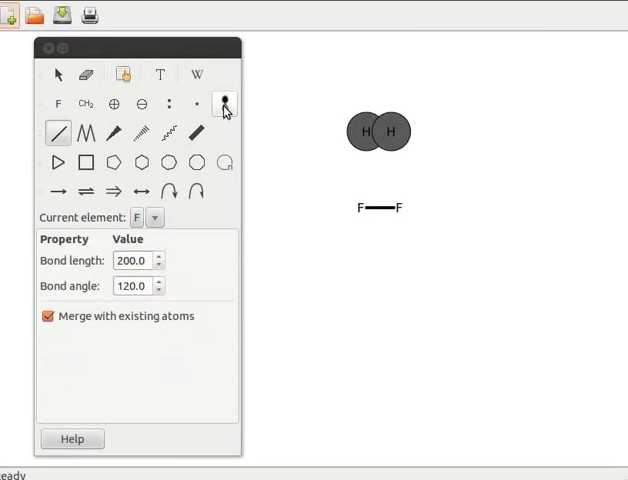 T W
F CH₂
H H
F—F
Current element: F
Property Value
Bond length: 200.0
Bond angle: 120.0
Merge with existing atoms
Help
eady